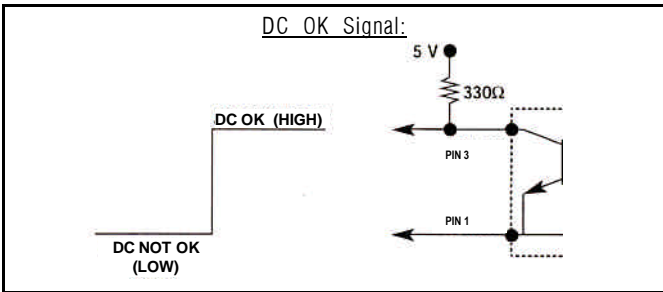 DC OK Signal:
5 V
330Ω
DC OK (HIGH)
PIN 3
PIN 1
DC NOT OK
(LOW)